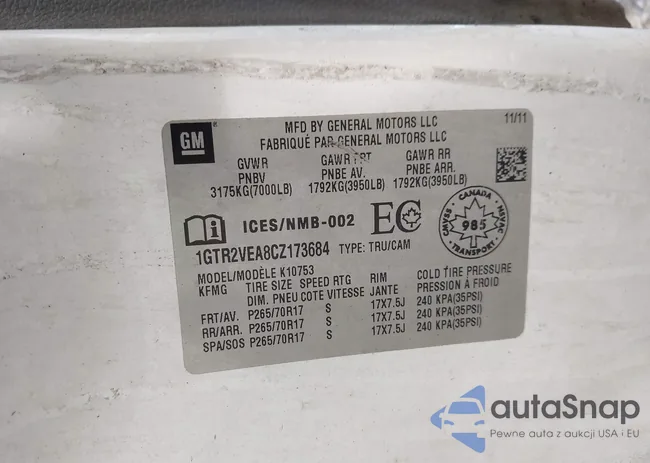 GM
MFD BY GENERAL MOTORS LLC
FABRIQUÉ PAR GENERAL MOTORS LLC
11/11
GVWR GAWR FRT GAWR RR
PNBV PNBE AV. PNBE ARR.
3175KG(7000LB) 1792KG(3950LB) 1792KG(3950LB)
ICES/NMB-002 EC
CANADA
CMVSS NSVAC
985
TRANSPORT
1GTR2VEA8CZ173684 TYPE: TRU/CAM
MODEL/MODÈLE K10753
KFMG TIRE SIZE SPEED RTG RIM COLD TIRE PRESSURE
DIM. PNEU COTE VITESSE JANTE PRESSION À FROID
FRT/AV. P265/70R17 S 17X7.5J 240 KPA(35PSI)
RR/ARR. P265/70R17 S 17X7.5J 240 KPA(35PSI)
SPA/SOS P265/70R17 S 17X7.5J 240 KPA(35PSI)
autaSnap
Pewne auta z aukcji USA i EU